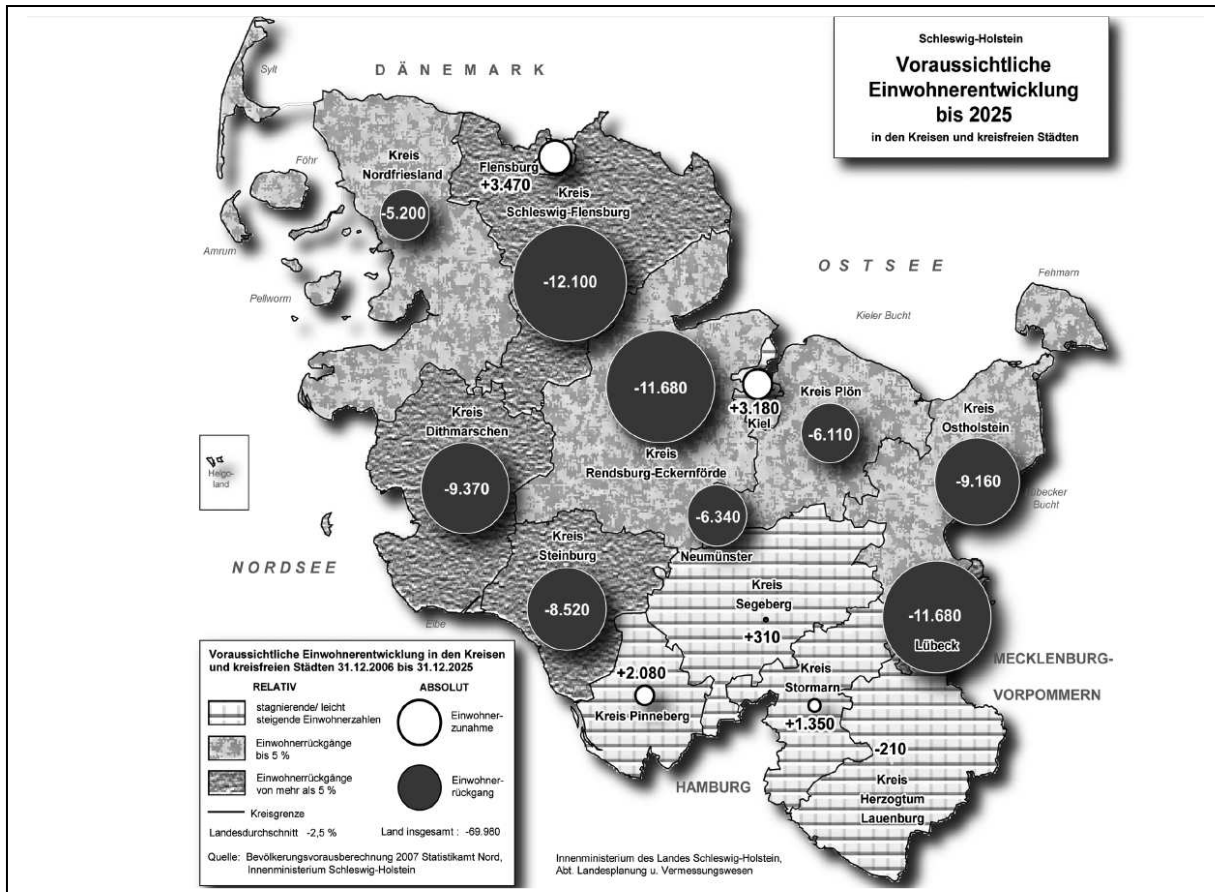 Schleswig-Holstein
Voraussichtliche
Einwohnerentwicklung
bis 2025
in den Kreisen und kreisfreien Städten
Sylt
DÄNEMARK
Föhr
Kreis
Nordfriesland
-5.200
Flensburg
+3.470
Kreis
Schleswig-Flensburg
-12.100
Amrum
Pellworm
OSTSEE
Fehmarn
Kieler Bucht
-11.680
+3.180
Kiel
Kreis Plön
-6.110
Kreis
Ostholstein
-9.160
Kreis
Dithmarschen
-9.370
Kreis
Rendsburg-Eckernförde
-6.340
Neumünster
Helgo-
land
Lübecker
Bucht
NORDSEE
Kreis
Steinburg
-8.520
Elbe
Kreis
Segeberg
+310
-11.680
Lübeck
+2.080
Kreis Pinneberg
Kreis
Stormarn
+1.350
MECKLENBURG-
VORPOMMERN
-210
Kreis
Herzogtum
Lauenburg
HAMBURG
Voraussichtliche Einwohnerentwicklung in den Kreisen
und kreisfreien Städten 31.12.2006 bis 31.12.2025
RELATIV
stagnierende/ leicht
steigende Einwohnerzahlen
Einwohnerrückgänge
bis 5 %
Einwohnerrückgänge
von mehr als 5 %
Kreisgrenze
Landesdurchschnitt -2,5 %
ABSOLUT
Einwohner-
zunahme
Einwohner-
rückgang
Land insgesamt : -69.980
Quelle: Bevölkerungsvorausberechnung 2007 Statistikamt Nord,
Innenministerium Schleswig-Holstein
Innenministerium des Landes Schleswig-Holstein,
Abt. Landesplanung u. Vermessungswesen